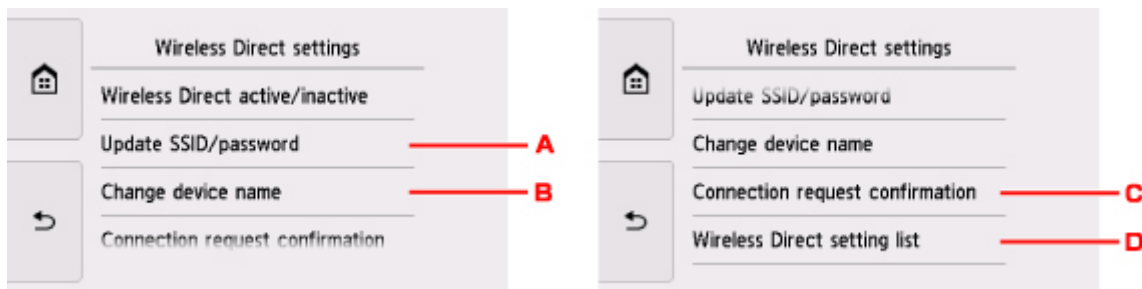 Wireless Direct settings
Wireless Direct active/inactive
Update SSID/password
A
Change device name
B
Connection request confirmation
Wireless Direct settings
Update SSID/password
Change device name
Connection request confirmation
C
Wireless Direct setting list
D